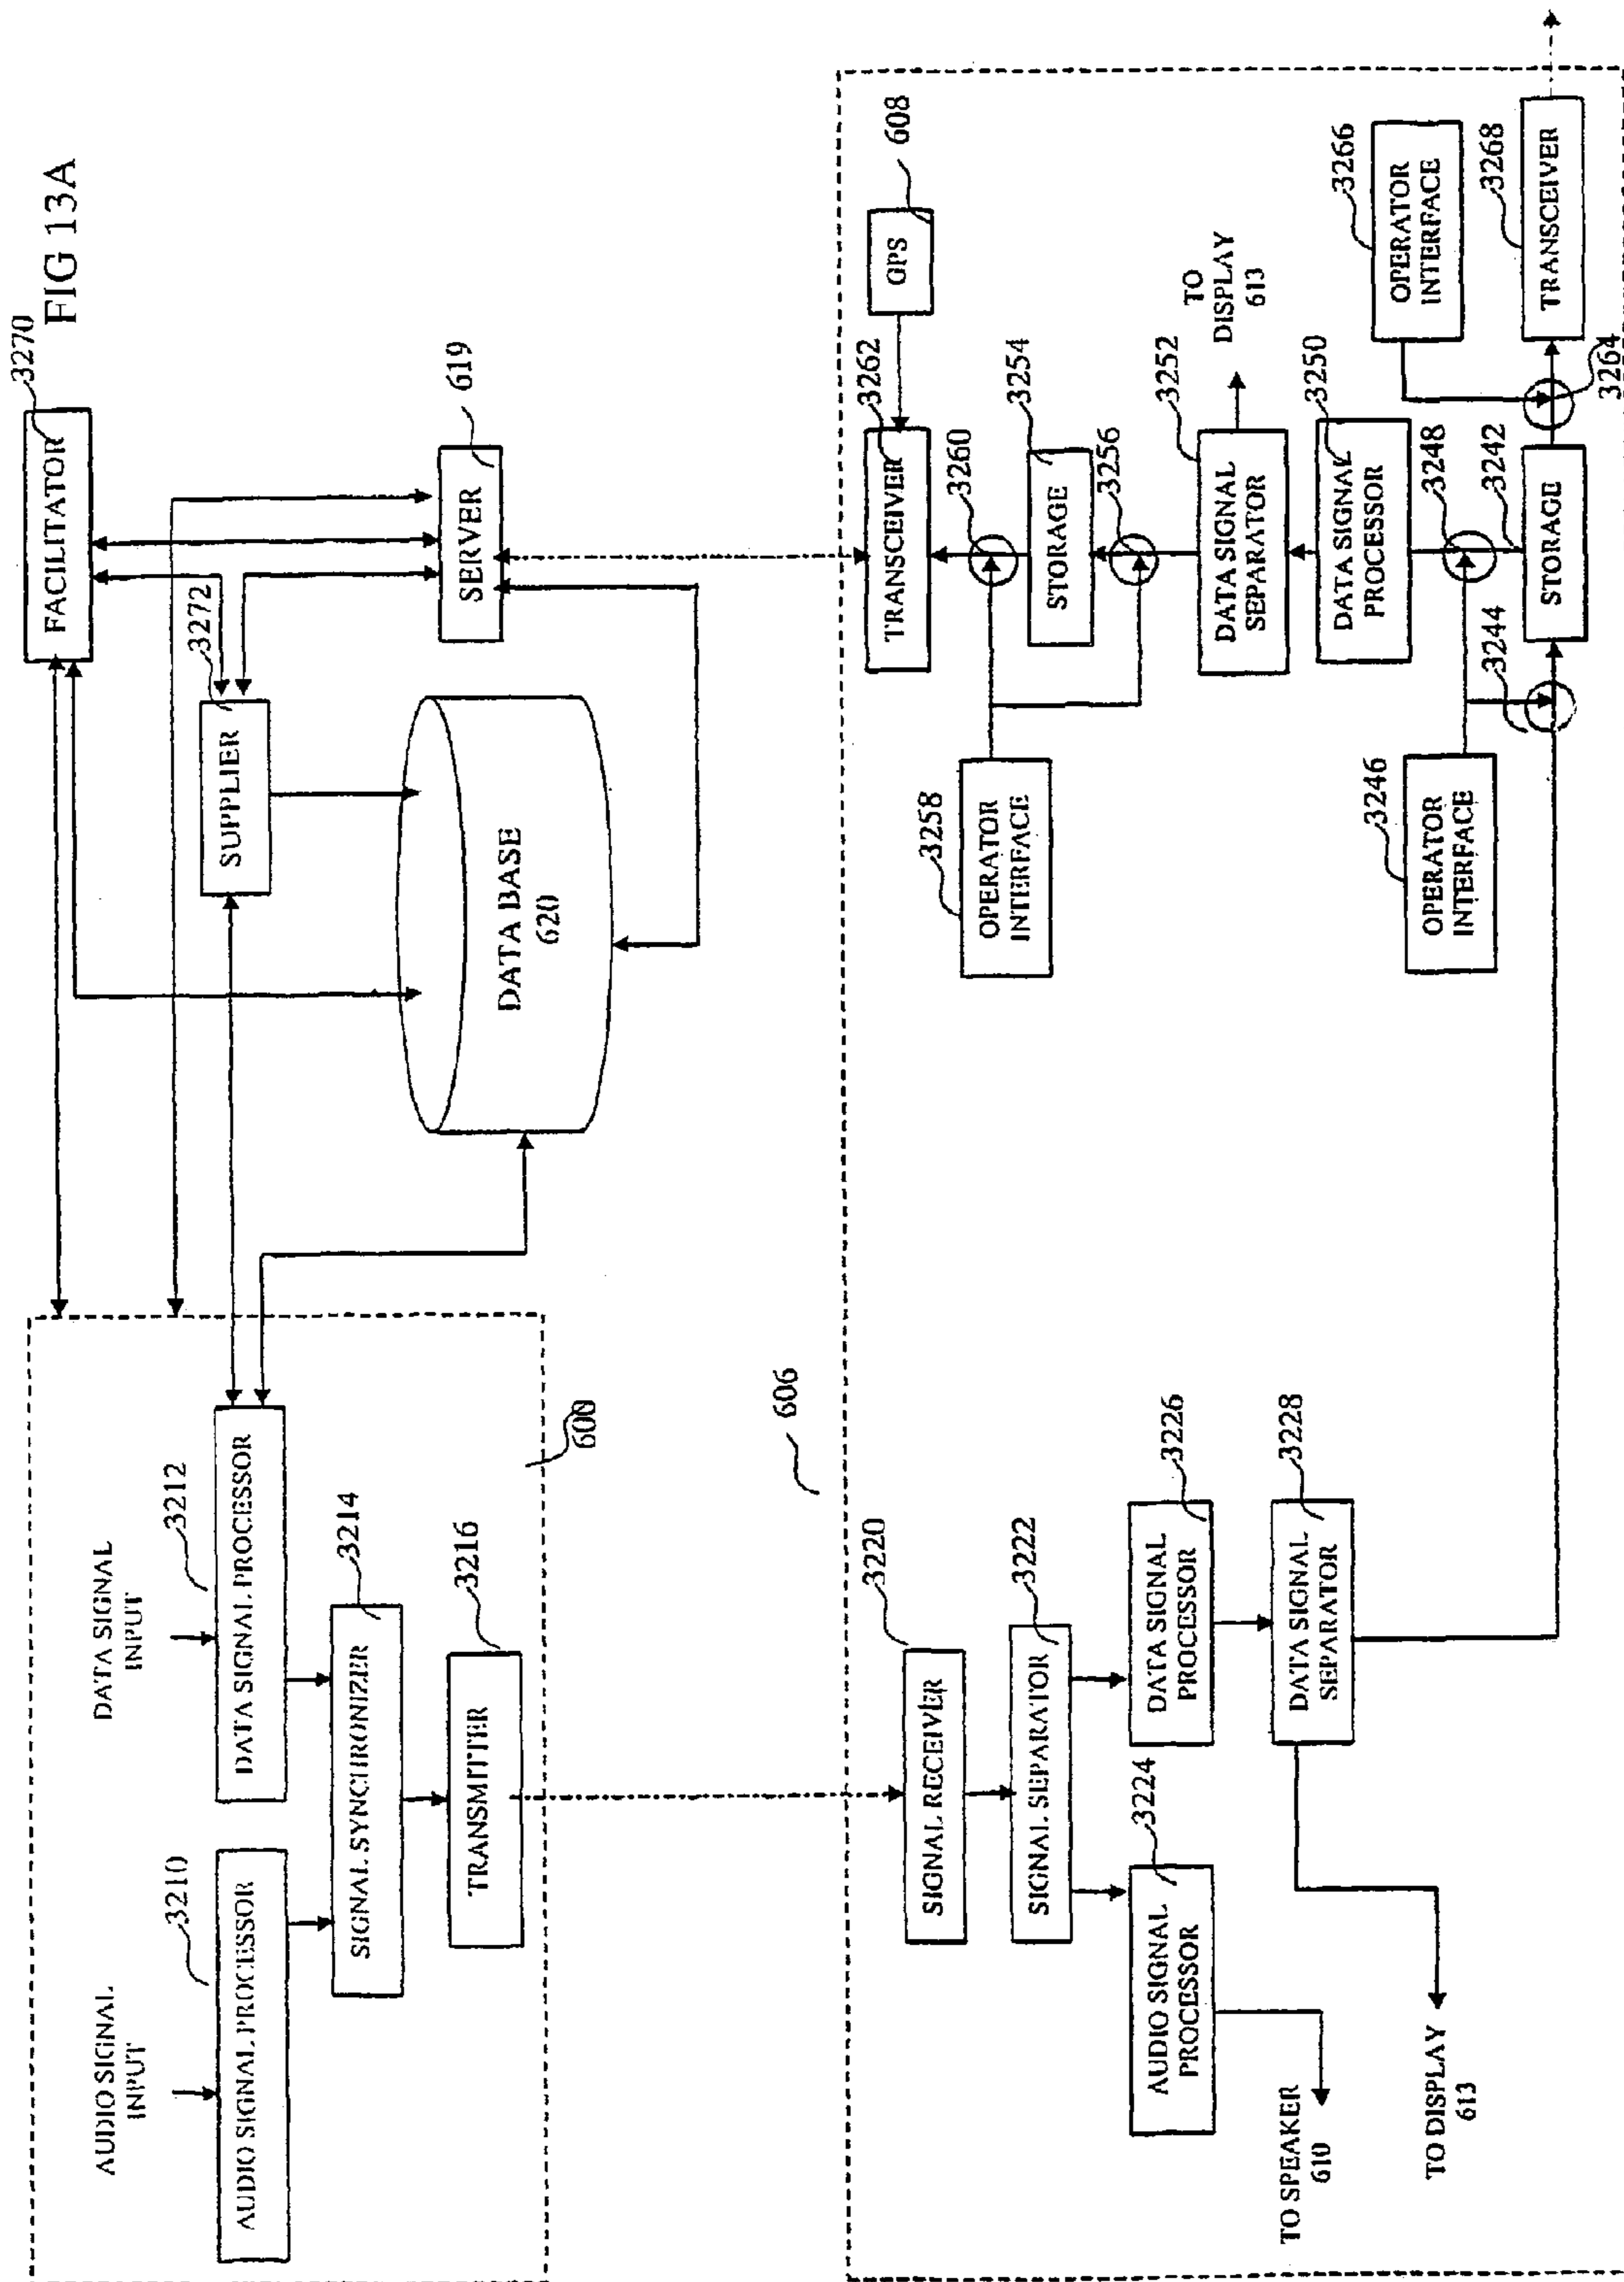 FIG 13A
AUDIO SIGNAL
INPUT
DATA SIGNAL
INPUT
3210
AUDIO SIGNAL PROCESSOR
3212
DATA SIGNAL PROCESSOR
3214
SIGNAL SYNCHRONIZER
3216
TRANSMITTER
600
3270
FACILITATOR
3272
SUPPLIER
DATA BASE
620
619
SERVER
606
3220
SIGNAL RECEIVER
3222
SIGNAL SEPARATOR
3224
AUDIO SIGNAL
PROCESSOR
3226
DATA SIGNAL
PROCESSOR
3228
DATA SIGNAL
SEPARATOR
TO SPEAKER
610
TO DISPLAY
613
608
GPS
3262
TRANSCEIVER
3260
3254
STORAGE
3256
3258
OPERATOR
INTERFACE
3252
DATA SIGNAL
SEPARATOR
TO
DISPLAY
613
3250
DATA SIGNAL
PROCESSOR
3248
3246
OPERATOR
INTERFACE
3244
3242
STORAGE
3264
3266
OPERATOR
INTERFACE
3268
TRANSCEIVER